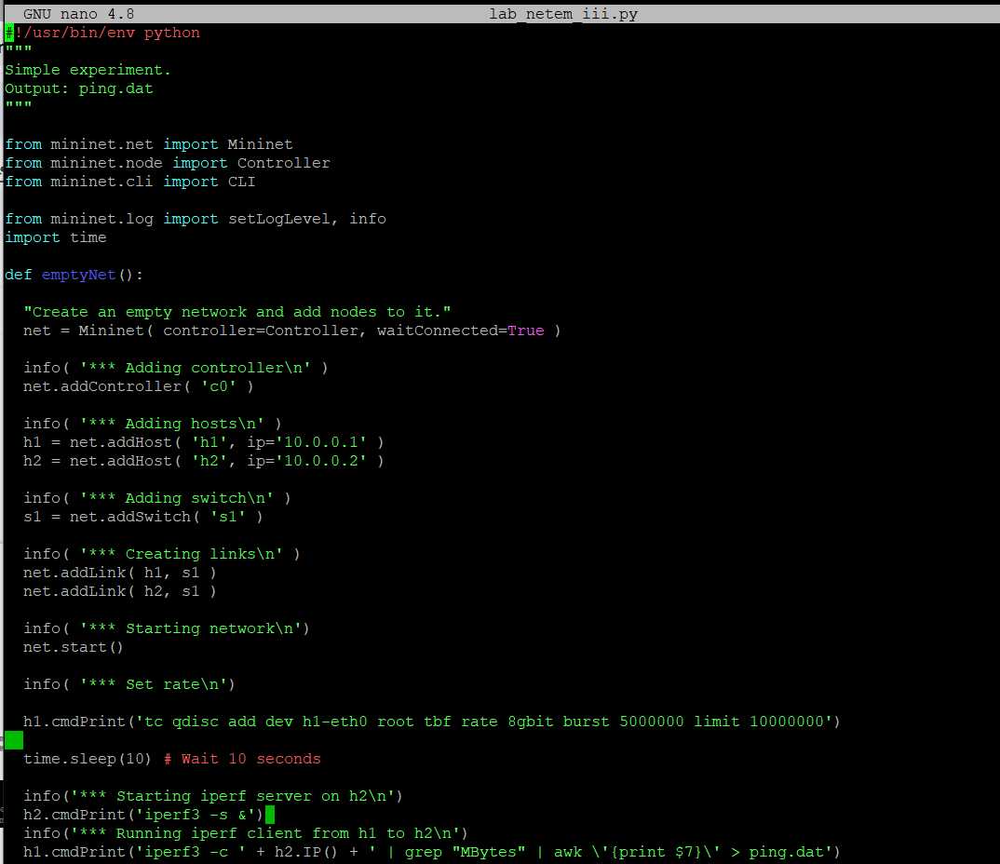 GNU nano 4.8 lab_netem_iii.py
#!/usr/bin/env python
"""
Simple experiment.
Output: ping.dat
"""
from mininet.net import Mininet
from mininet.node import Controller
from mininet.cli import CLI
from mininet.log import setLogLevel, info
import time
def emptyNet():
"Create an empty network and add nodes to it."
net = Mininet( controller=Controller, waitConnected=True )
info( '*** Adding controller\n' )
net.addController( 'c0' )
info( '*** Adding hosts\n' )
h1 = net.addHost( 'h1', ip='10.0.0.1' )
h2 = net.addHost( 'h2', ip='10.0.0.2' )
info( '*** Adding switch\n' )
s1 = net.addSwitch( 's1' )
info( '*** Creating links\n' )
net.addLink( h1, s1 )
net.addLink( h2, s1 )
info( '*** Starting network\n')
net.start()
info( '*** Set rate\n')
h1.cmdPrint('tc qdisc add dev h1-eth0 root tbf rate 8gbit burst 5000000 limit 10000000')
time.sleep(10) # Wait 10 seconds
info('*** Starting iperf server on h2\n')
h2.cmdPrint('iperf3 -s &')
info('*** Running iperf client from h1 to h2\n')
h1.cmdPrint('iperf3 -c ' + h2.IP() + ' | grep "MBytes" | awk \'{print $7}\' > ping.dat')